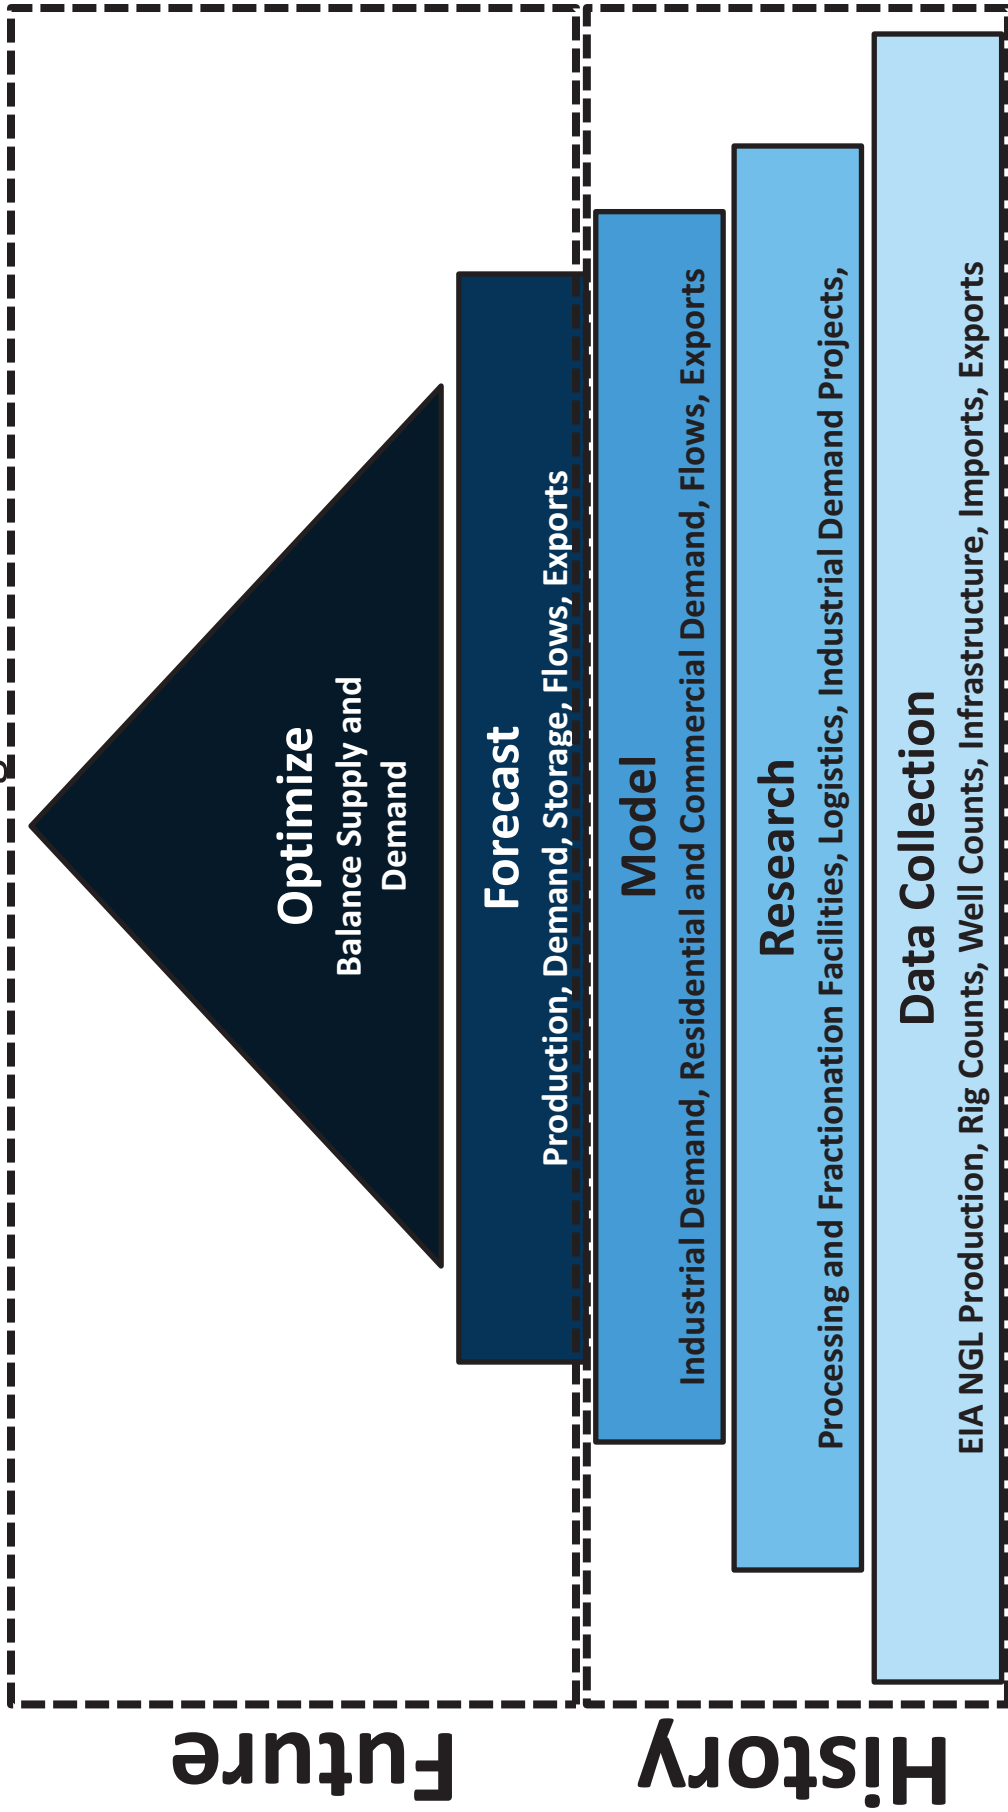 Future
Optimize
Balance Supply and
Demand
Forecast
Production, Demand, Storage, Flows, Exports
History
Model
Industrial Demand, Residential and Commercial Demand, Flows, Exports
Research
Processing and Fractionation Facilities, Logistics, Industrial Demand Projects,
Data Collection
EIA NGL Production, Rig Counts, Well Counts, Infrastructure, Imports, Exports